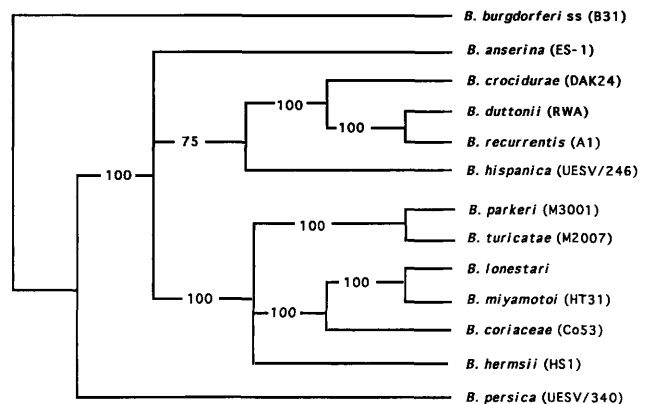 B. burgdorferi ss (B31)
B. anserina (ES-1)
B. crocidurae (DAK24)
100
B. duttonii (RWA)
100
75
B. recurrentis (A1)
B. hispanica (UESV/246)
100
B. parkeri (M3001)
100
B. turicatae (M2007)
B. lonestari
100
B. miyamotoi (HT31)
100
100
B. coriaceae (Co53)
B. hermsii (HS1)
B. persica (UESV/340)